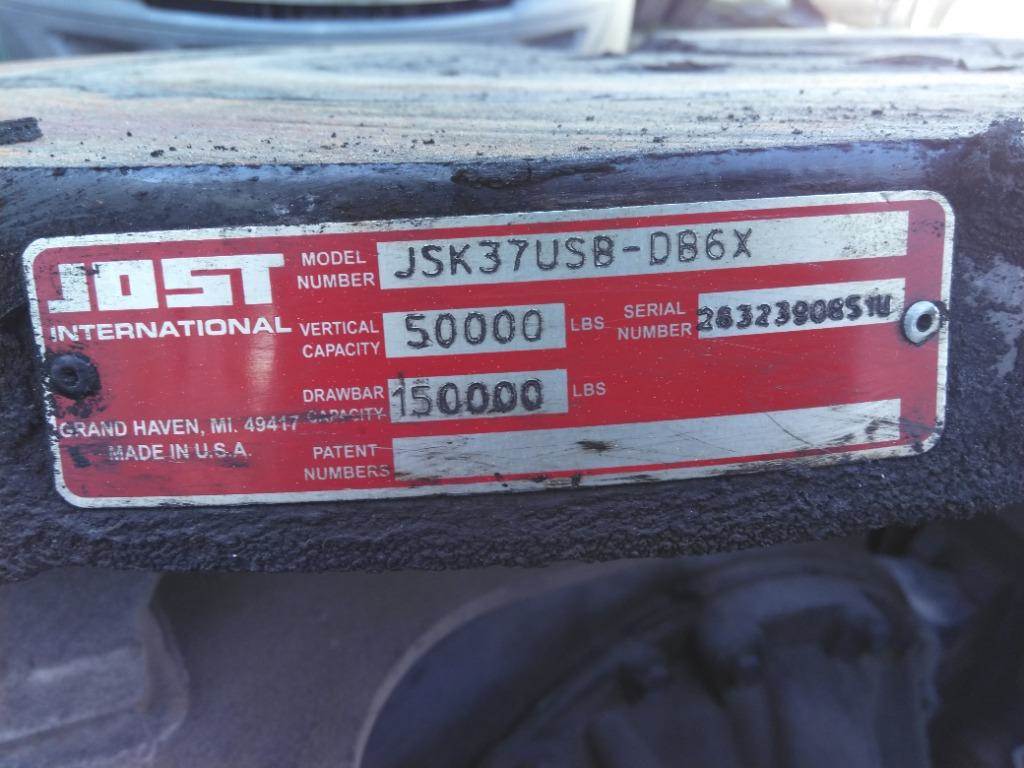 JOST
INTERNATIONAL
MODEL NUMBER JSK37USB-DB6X
VERTICAL CAPACITY 50000 LBS
SERIAL NUMBER
DRAWBAR CAPACITY 150000 LBS
GRAND HAVEN, MI. 49417
MADE IN U.S.A.
PATENT NUMBERS